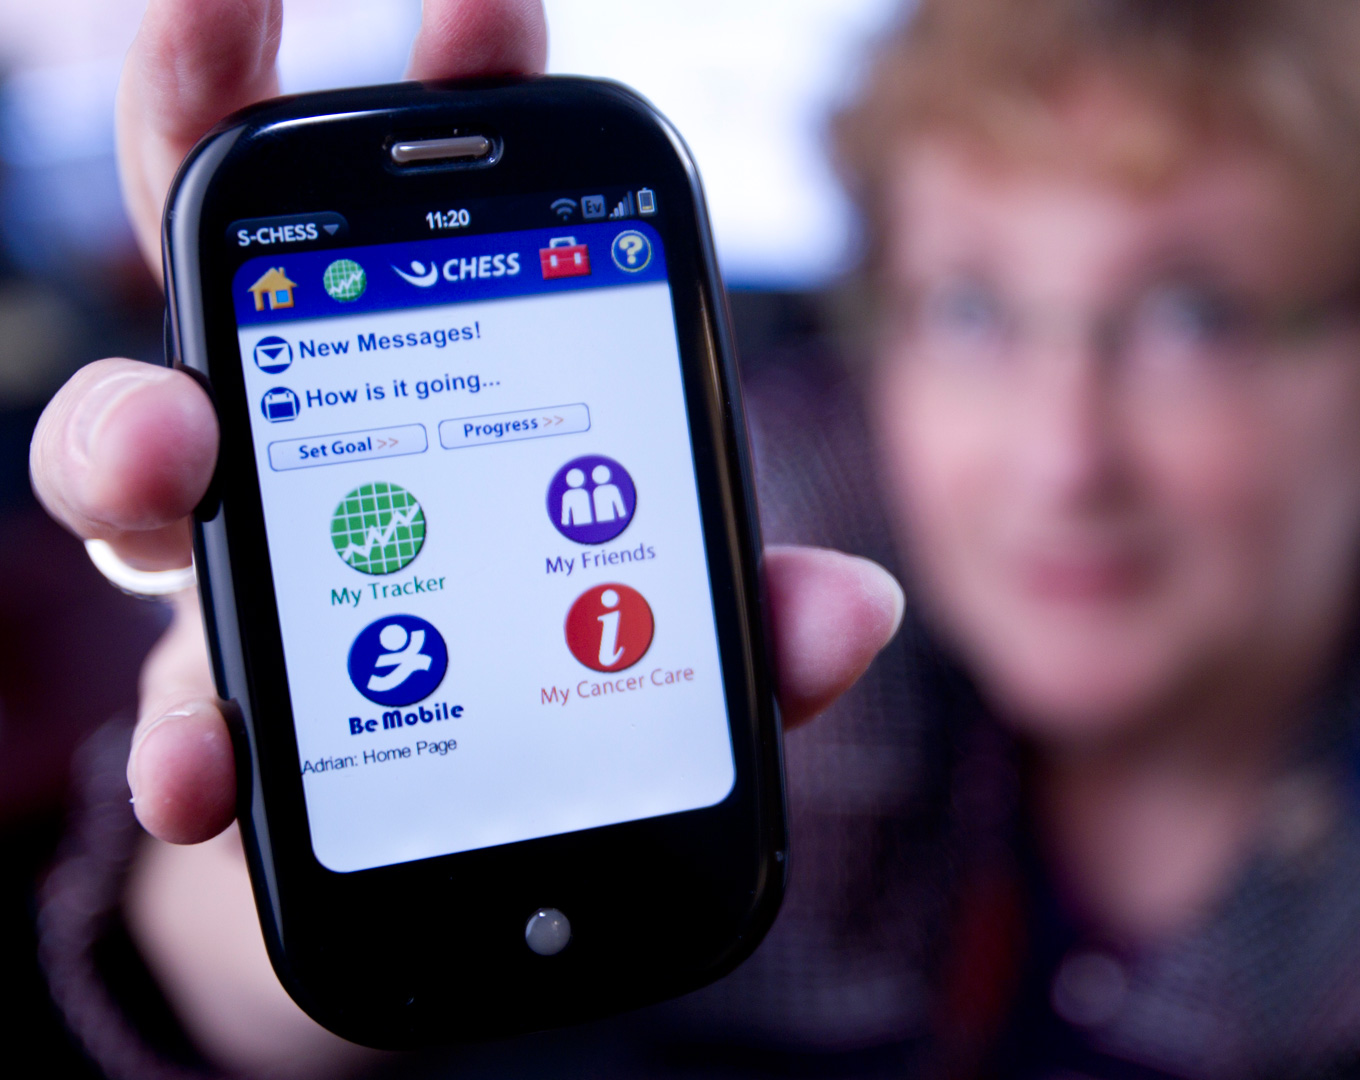 S-CHESS 11:20 Ev
CHESS ?
New Messages!
How is it going...
Set Goal >> Progress >>
My Tracker My Friends
i
Be Mobile My Cancer Care
Adrian: Home Page